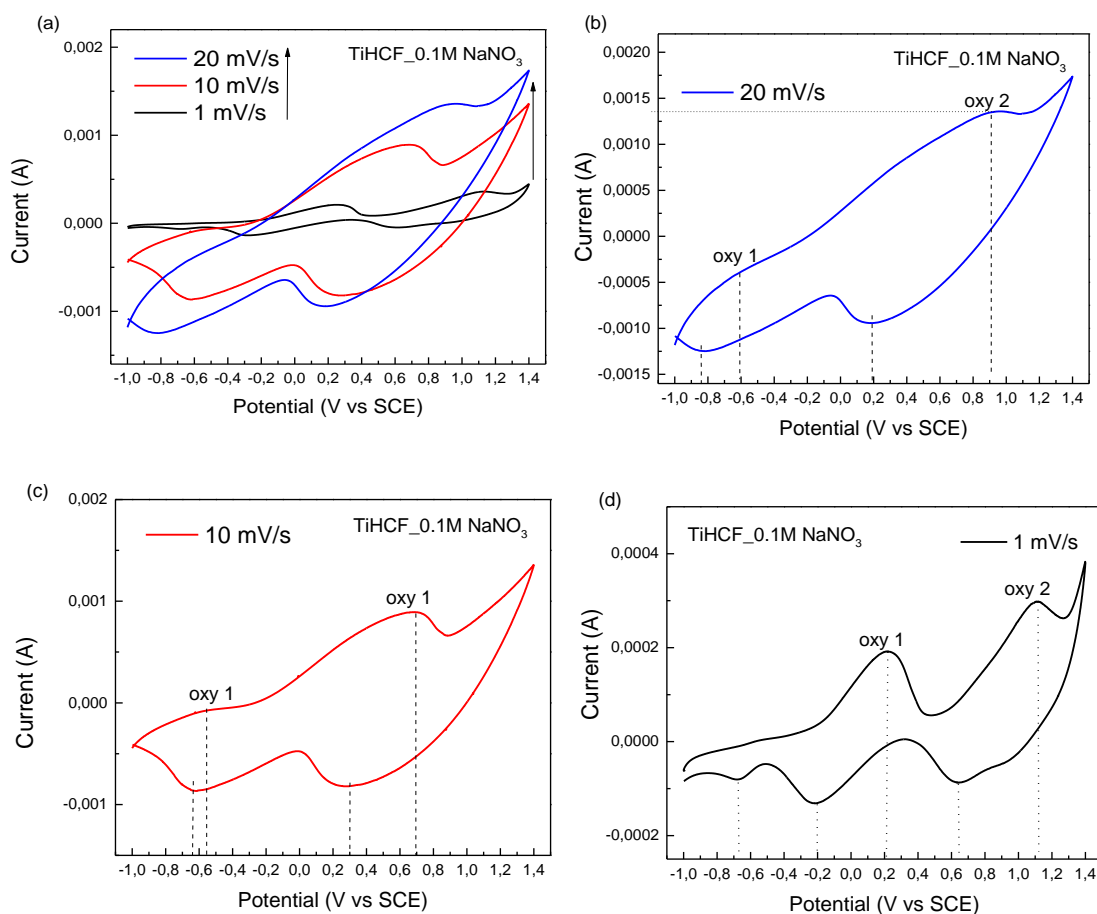 (a)
TiHCF_0.1M NaNO3
20 mV/s
10 mV/s
1 mV/s
0,002
0,001
0,000
-0,001
Current (A)
-1,0 -0,8 -0,6 -0,4 -0,2 0,0 0,2 0,4 0,6 0,8 1,0 1,2 1,4
Potential (V vs SCE)
(b)
TiHCF_0.1M NaNO3
20 mV/s
oxy 2
oxy 1
0,0020
0,0015
0,0010
0,0005
0,0000
-0,0005
-0,0010
-0,0015
Current (A)
-1,0 -0,8 -0,6 -0,4 -0,2 0,0 0,2 0,4 0,6 0,8 1,0 1,2 1,4
Potential (V vs SCE)
(c)
10 mV/s
TiHCF_0.1M NaNO3
oxy 1
oxy 1
0,002
0,001
0,000
-0,001
Current (A)
-1,0 -0,8 -0,6 -0,4 -0,2 0,0 0,2 0,4 0,6 0,8 1,0 1,2 1,4
Potential (V vs SCE)
(d)
TiHCF_0.1M NaNO3
1 mV/s
oxy 2
oxy 1
0,0004
0,0002
0,0000
-0,0002
Current (A)
-1,0 -0,8 -0,6 -0,4 -0,2 0,0 0,2 0,4 0,6 0,8 1,0 1,2 1,4
Potential (V vs SCE)